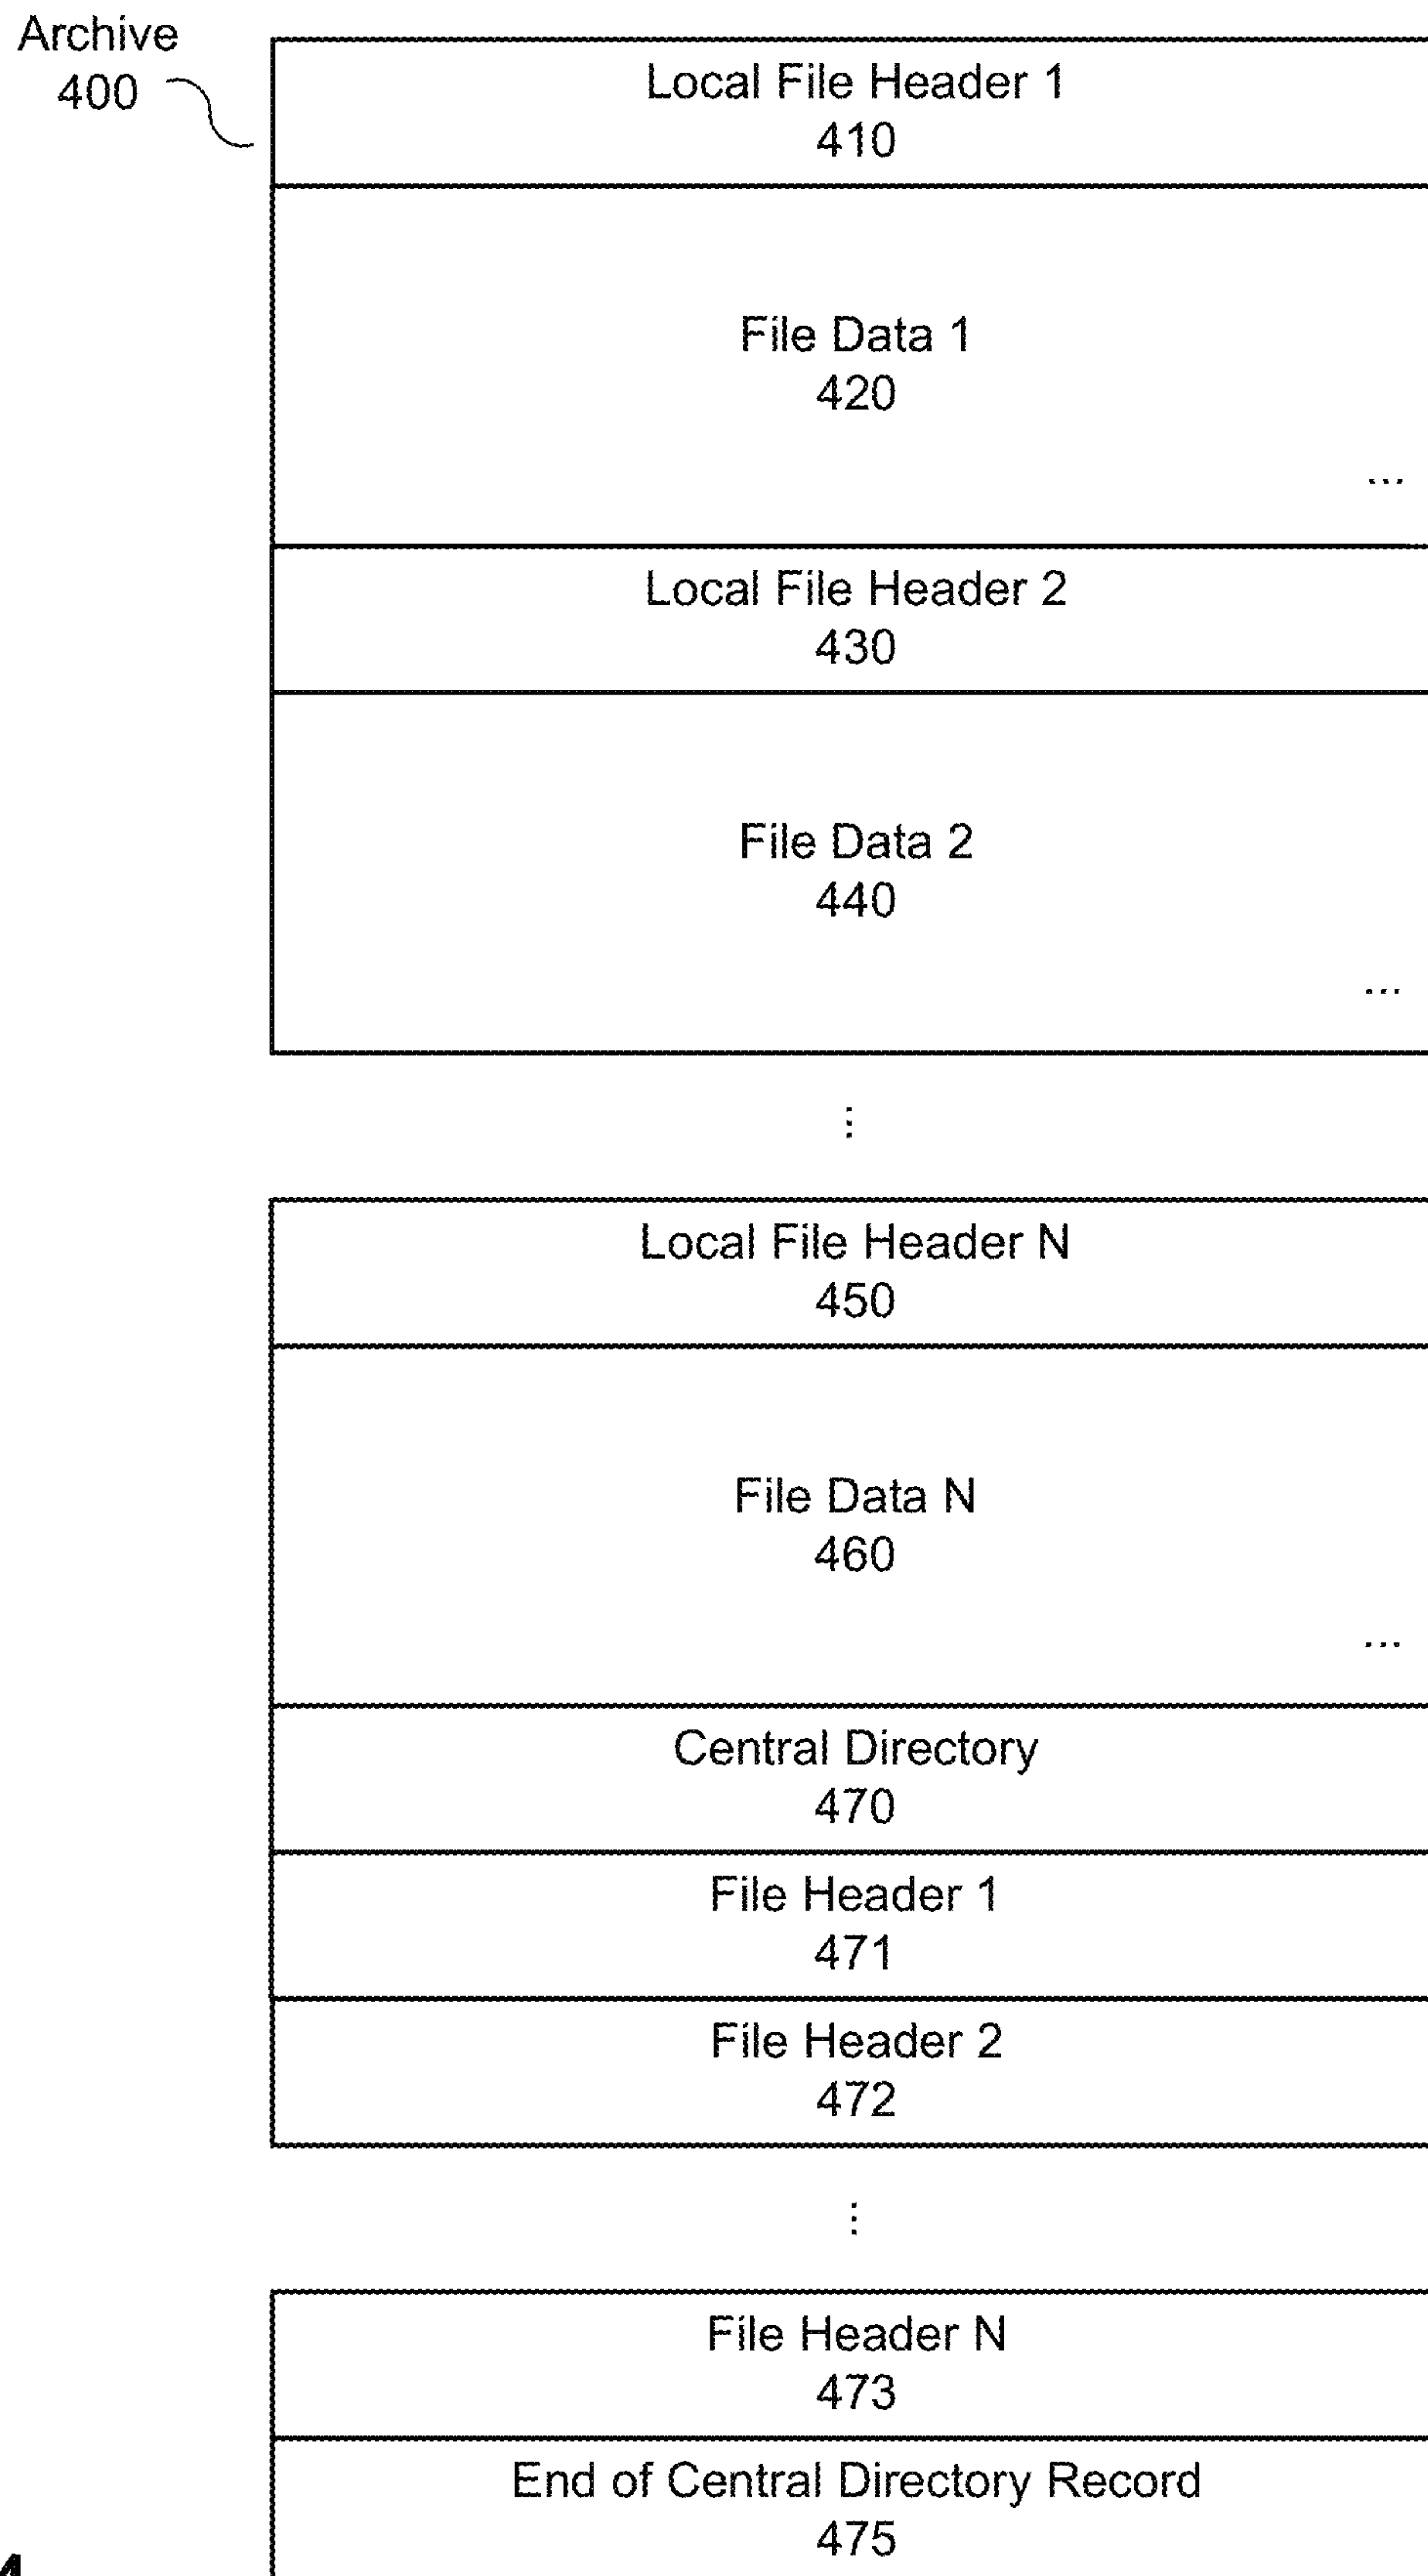 Archive
400
Local File Header 1
410
File Data 1
420
...
Local File Header 2
430
File Data 2
440
...
⋮
Local File Header N
450
File Data N
460
...
Central Directory
470
File Header 1
471
File Header 2
472
⋮
File Header N
473
End of Central Directory Record
475